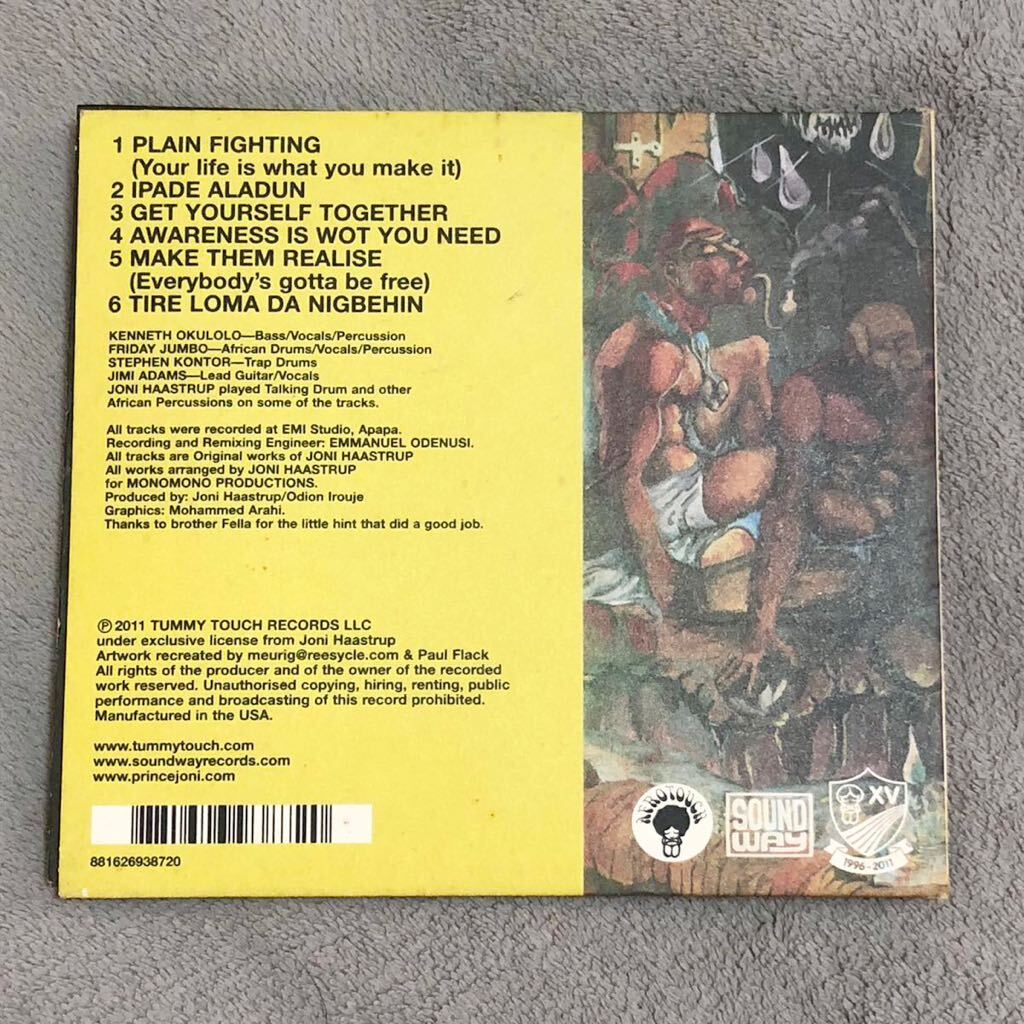 1 PLAIN FIGHTING
(Your life is what you make it)
2 IPADE ALADUN
3 GET YOURSELF TOGETHER
4 AWARENESS IS WOT YOU NEED
5 MAKE THEM REALISE
(Everybody's gotta be free)
6 TIRE LOMA DA NIGBEHIN
KENNETH OKULOLO—Bass/Vocals/Percussion
FRIDAY JUMBO—African Drums/Vocals/Percussion
STEPHEN KONTOR—Trap Drums
JIMI ADAMS—Lead Guitar/Vocals
JONI HAASTRUP played Talking Drum and other
African Percussions on some of the tracks.
All tracks were recorded at EMI Studio, Apapa.
Recording and Remixing Engineer: EMMANUEL ODENUSI.
All tracks are Original works of JONI HAASTRUP
All works arranged by JONI HAASTRUP
for MONOMONO PRODUCTIONS.
Produced by: Joni Haastrup/Odion Irouje
Graphics: Mohammed Arahi.
Thanks to brother Fella for the little hint that did a good job.
℗ 2011 TUMMY TOUCH RECORDS LLC
under exclusive license from Joni Haastrup
Artwork recreated by meurig@reesycle.com & Paul Flack
All rights of the producer and of the owner of the recorded
work reserved. Unauthorised copying, hiring, renting, public
performance and broadcasting of this record prohibited.
Manufactured in the USA.
www.tummytouch.com
www.soundwayrecords.com
www.princejoni.com
881626938720
AFROTOUCH
SOUND
WAY
XV
1996-2011